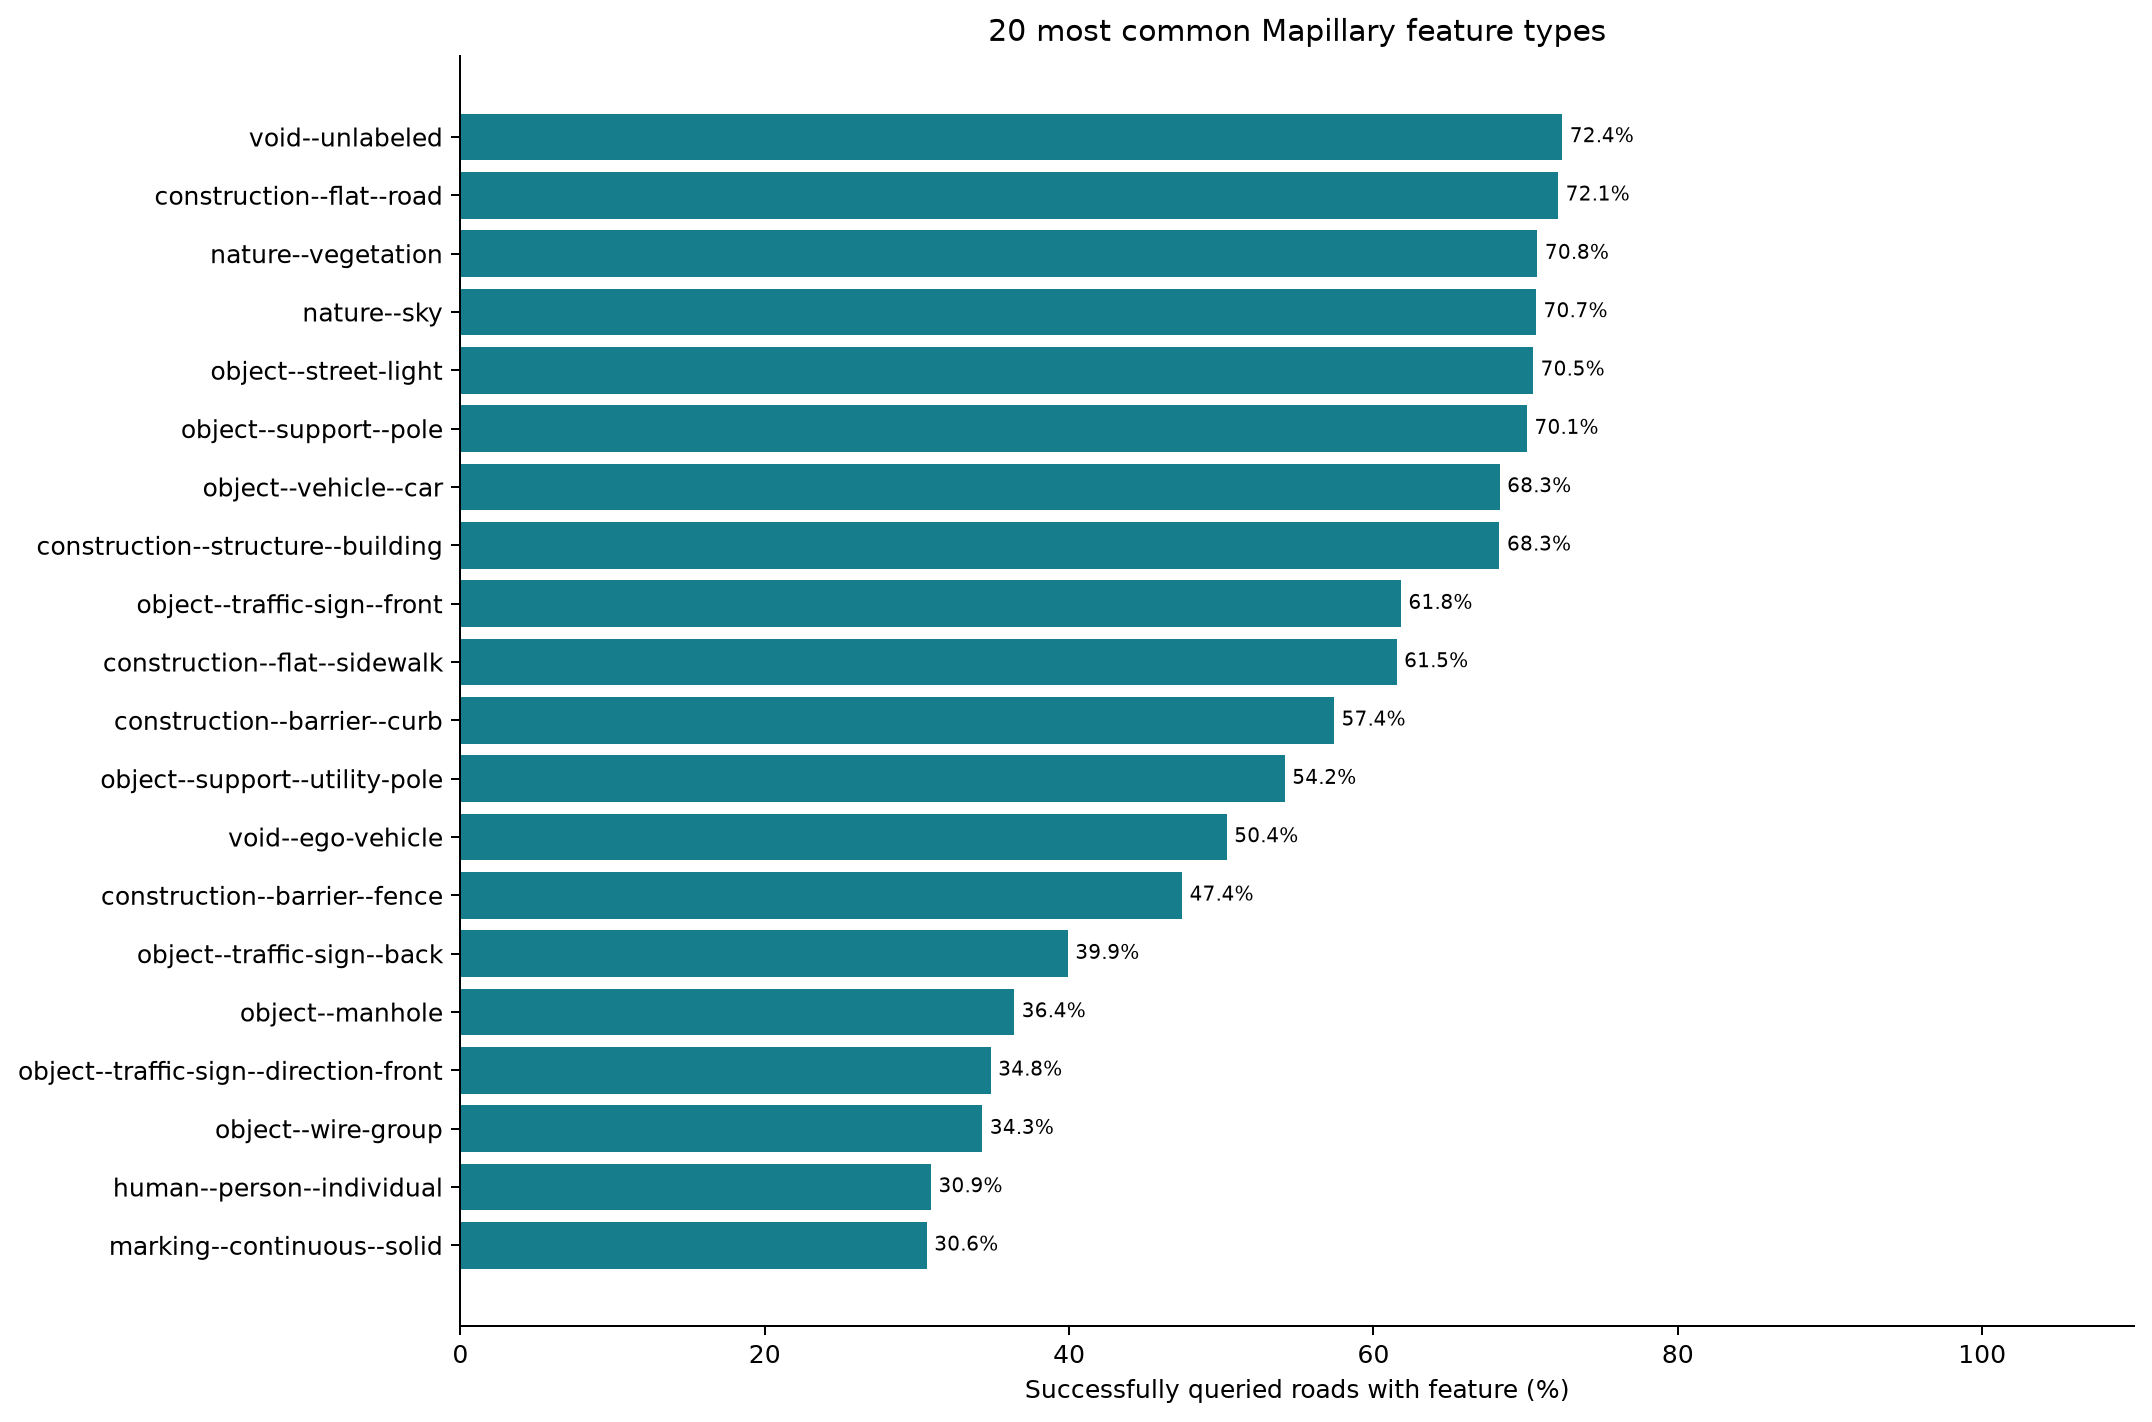 20 most common Mapillary feature types
void--unlabeled 72.4%
construction--flat--road 72.1%
nature--vegetation 70.8%
nature--sky 70.7%
object--street-light 70.5%
object--support--pole 70.1%
object--vehicle--car 68.3%
construction--structure--building 68.3%
object--traffic-sign--front 61.8%
construction--flat--sidewalk 61.5%
construction--barrier--curb 57.4%
object--support--utility-pole 54.2%
void--ego-vehicle 50.4%
construction--barrier--fence 47.4%
object--traffic-sign--back 39.9%
object--manhole 36.4%
object--traffic-sign--direction-front 34.8%
object--wire-group 34.3%
human--person--individual 30.9%
marking--continuous--solid 30.6%
0 20 40 60 80 100
Successfully queried roads with feature (%)